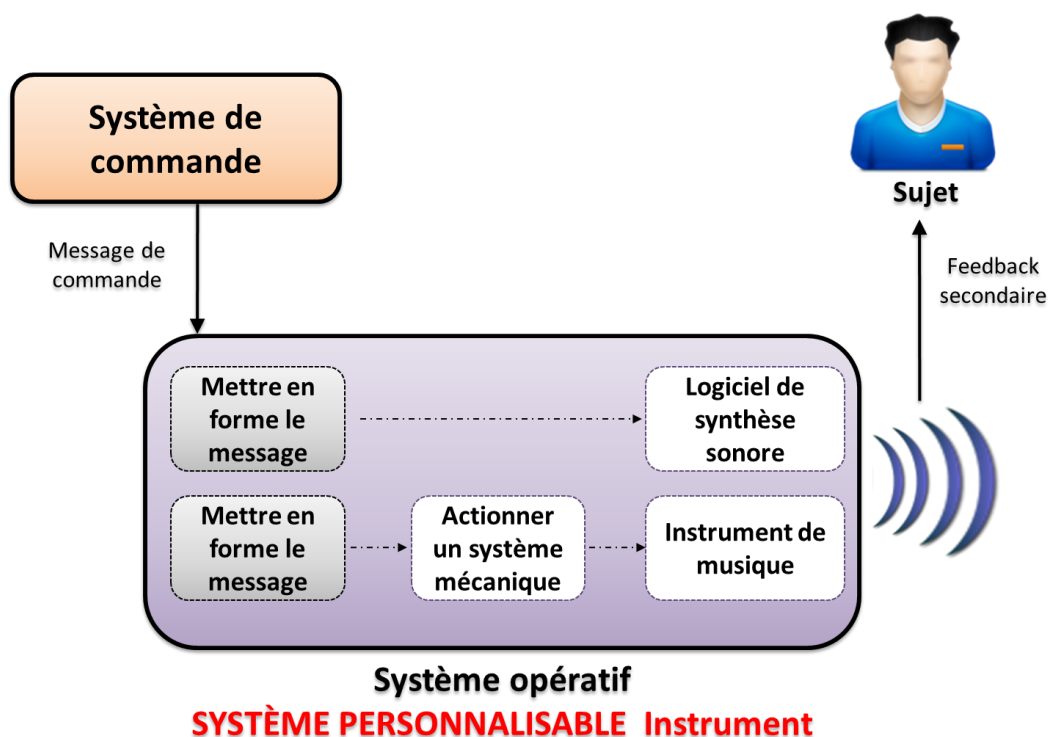 Système de
commande
Sujet
Message de
commande
Feedback
secondaire
Mettre en
forme le
message
Logiciel de
synthèse
sonore
Mettre en
forme le
message
Actionner
un système
mécanique
Instrument de
musique
Système opératif
SYSTÈME PERSONNALISABLE Instrument